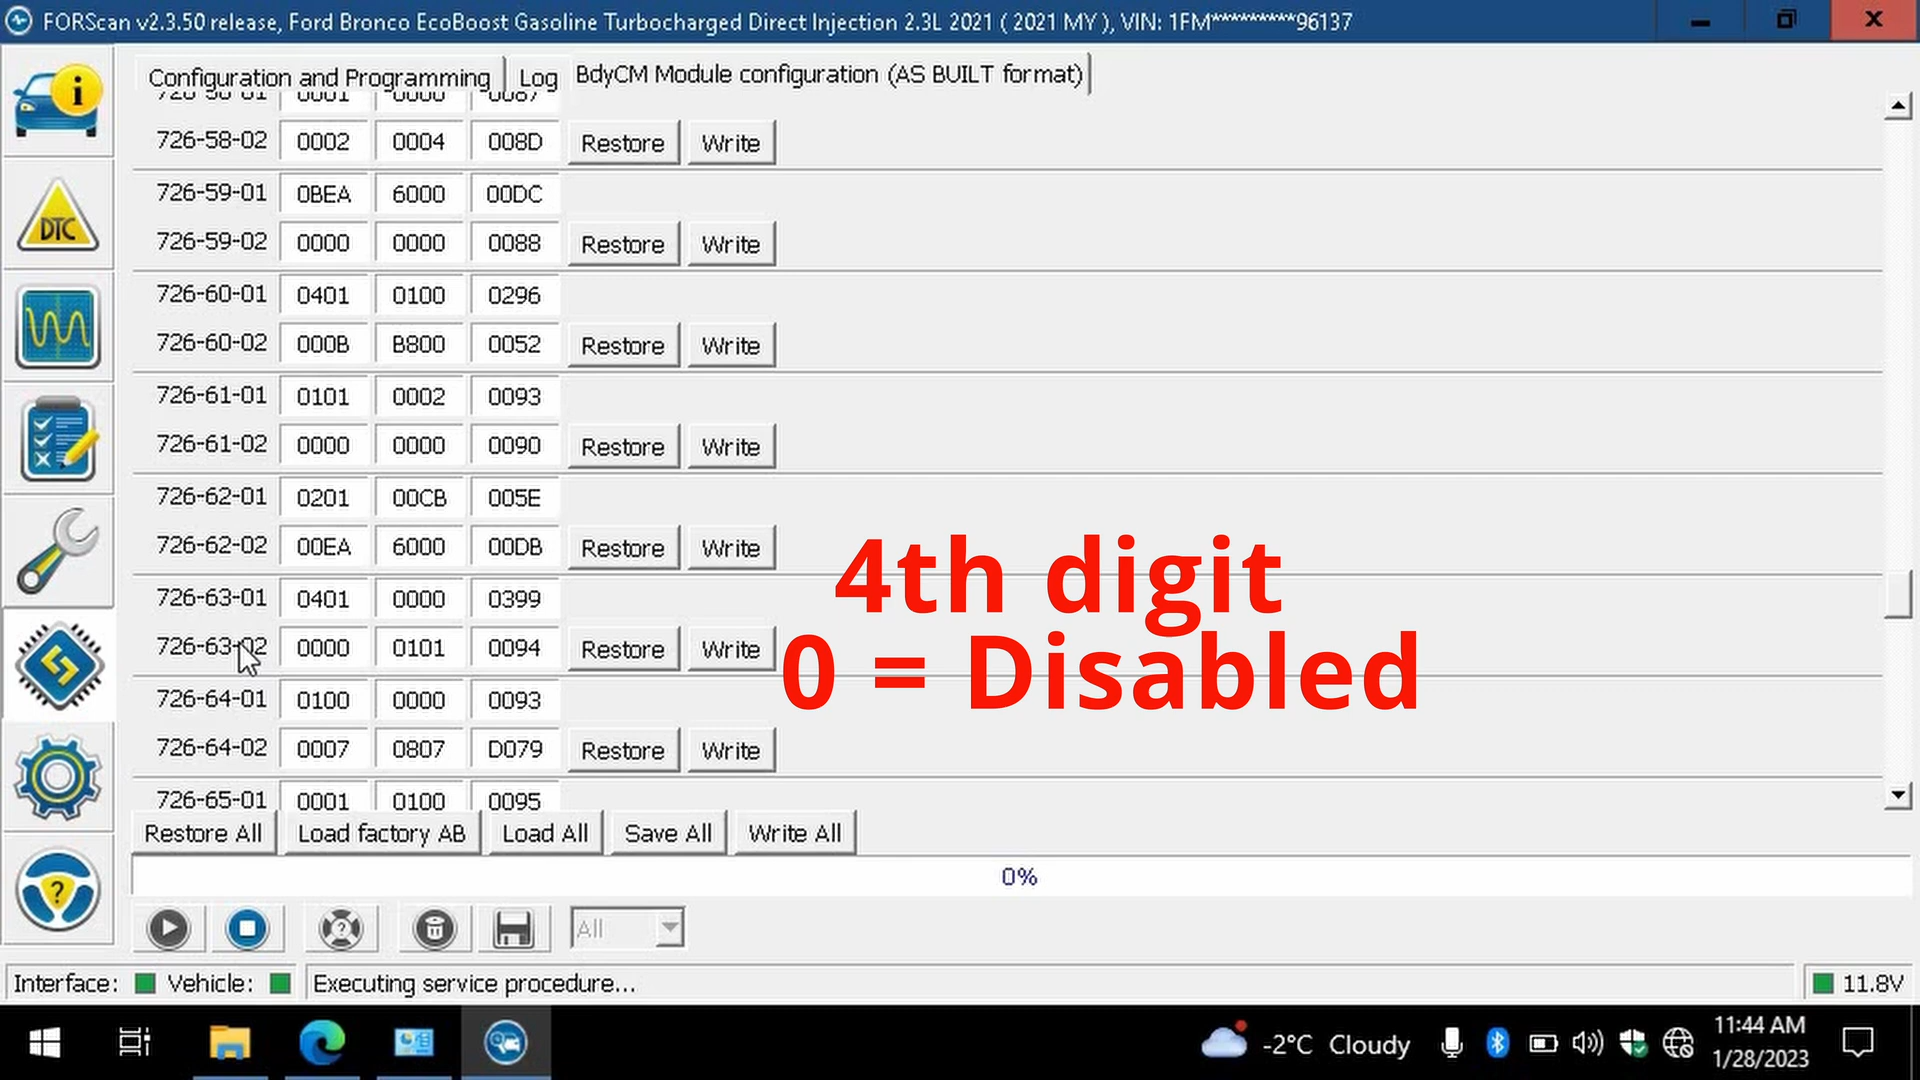 FORScan v2.3.50 release, Ford Bronco EcoBoost Gasoline Turbocharged Direct Injection 2.3L 2021 ( 2021 MY ), VIN: 1FM*********96137
Configuration and Programming Log BdyCM Module configuration (AS BUILT format)
726-58-02 0002 0004 008D Restore Write
726-59-01 0BEA 6000 00DC
726-59-02 0000 0000 0088 Restore Write
726-60-01 0401 0100 0296
726-60-02 000B B800 0052 Restore Write
726-61-01 0101 0002 0093
726-61-02 0000 0000 0090 Restore Write
726-62-01 0201 00CB 005E
726-62-02 00EA 6000 00DB Restore Write
4th digit
726-63-01 0401 0000 0399
726-63-02 0000 0101 0094 Restore Write
0 = Disabled
726-64-01 0100 0000 0093
726-64-02 0007 0807 D079 Restore Write
726-65-01 0001 0100 0095
Restore All Load factory AB Load All Save All Write All
0%
All
Interface: Vehicle: Executing service procedure... 11.8V
-2°C Cloudy 11:44 AM
1/28/2023
DTC